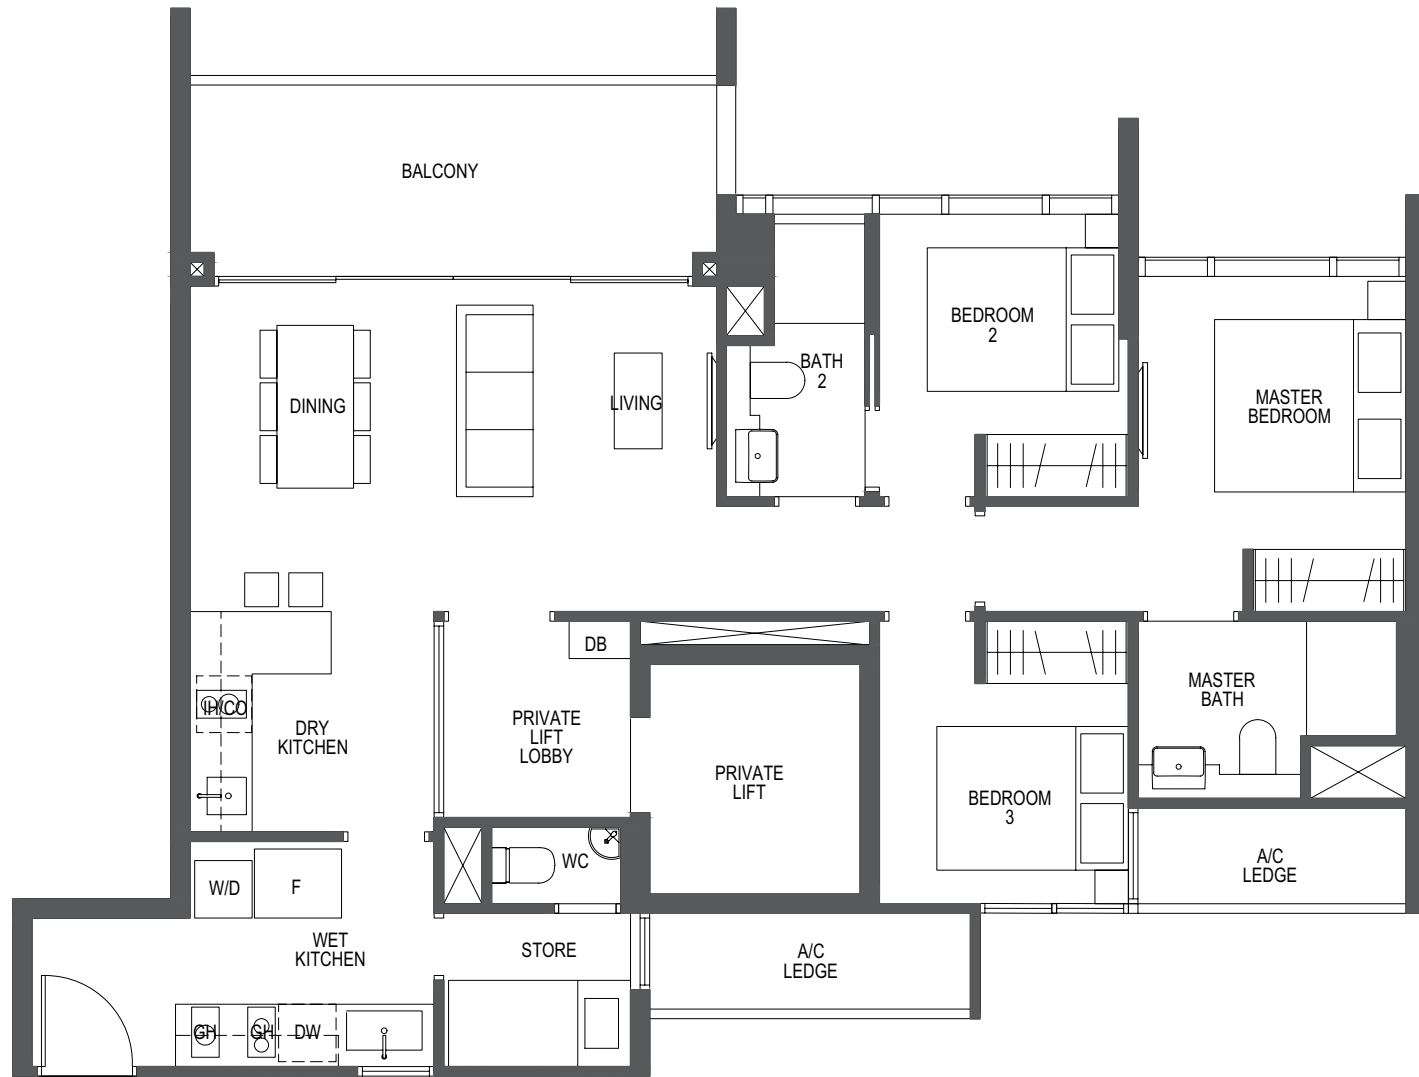 BALCONY
BEDROOM
2
BATH
2
DINING
LIVING
MASTER
BEDROOM
DB
IH/CO
DRY
KITCHEN
PRIVATE
LIFT
LOBBY
PRIVATE
LIFT
MASTER
BATH
BEDROOM
3
W/D
F
WC
A/C
LEDGE
WET
KITCHEN
STORE
A/C
LEDGE
GH
GH
DW